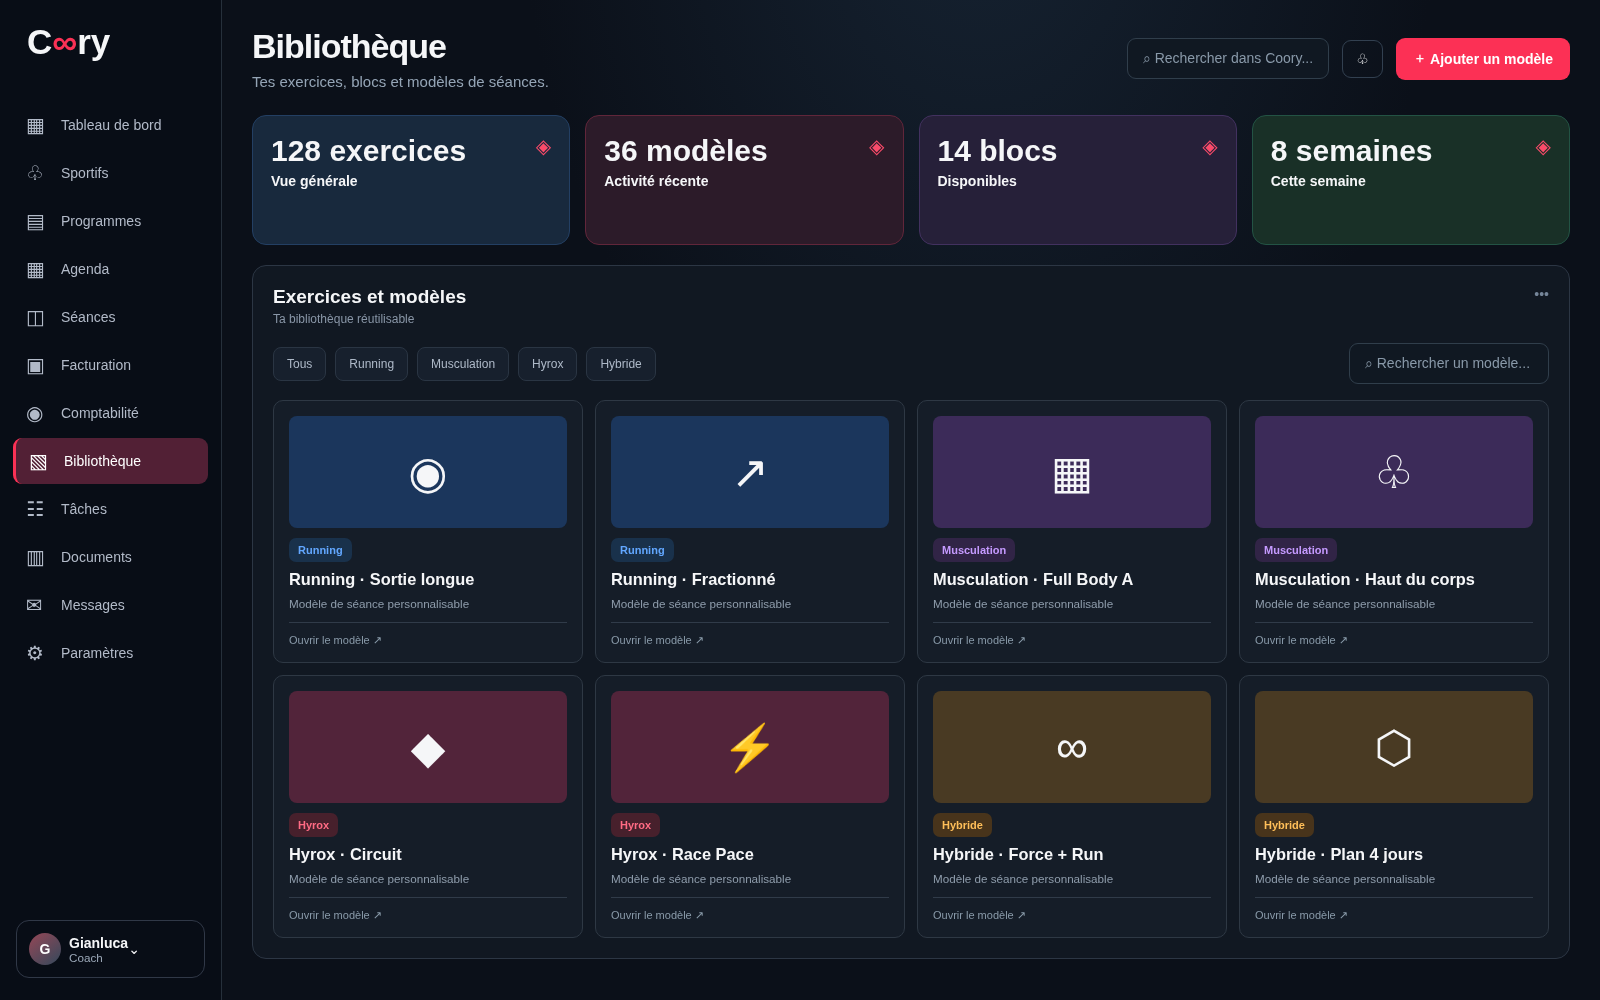 C∞ry
Tableau de bord
Sportifs
Programmes
Agenda
Séances
Facturation
Comptabilité
Bibliothèque
Tâches
Documents
Messages
Paramètres
G
Gianluca
Coach
Bibliothèque
Tes exercices, blocs et modèles de séances.
Rechercher dans Coory...
+ Ajouter un modèle
128 exercices
Vue générale
36 modèles
Activité récente
14 blocs
Disponibles
8 semaines
Cette semaine
Exercices et modèles
•••
Ta bibliothèque réutilisable
Tous
Running
Musculation
Hyrox
Hybride
Rechercher un modèle...
Running
Running · Sortie longue
Modèle de séance personnalisable
Ouvrir le modèle ↗
Running
Running · Fractionné
Modèle de séance personnalisable
Ouvrir le modèle ↗
Musculation
Musculation · Full Body A
Modèle de séance personnalisable
Ouvrir le modèle ↗
Musculation
Musculation · Haut du corps
Modèle de séance personnalisable
Ouvrir le modèle ↗
Hyrox
Hyrox · Circuit
Modèle de séance personnalisable
Ouvrir le modèle ↗
Hyrox
Hyrox · Race Pace
Modèle de séance personnalisable
Ouvrir le modèle ↗
Hybride
Hybride · Force + Run
Modèle de séance personnalisable
Ouvrir le modèle ↗
Hybride
Hybride · Plan 4 jours
Modèle de séance personnalisable
Ouvrir le modèle ↗